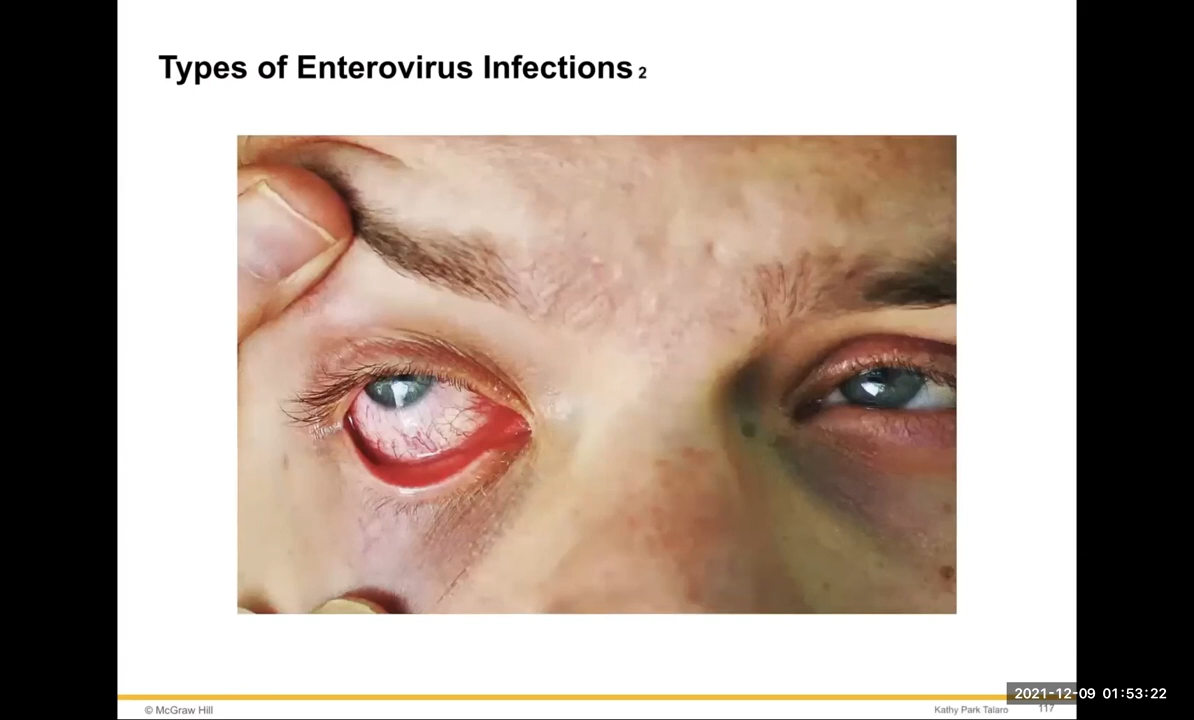 Types of Enterovirus Infections 2
2021-12-09 01:53:22
© McGraw Hill
Kathy Park Talaro
117